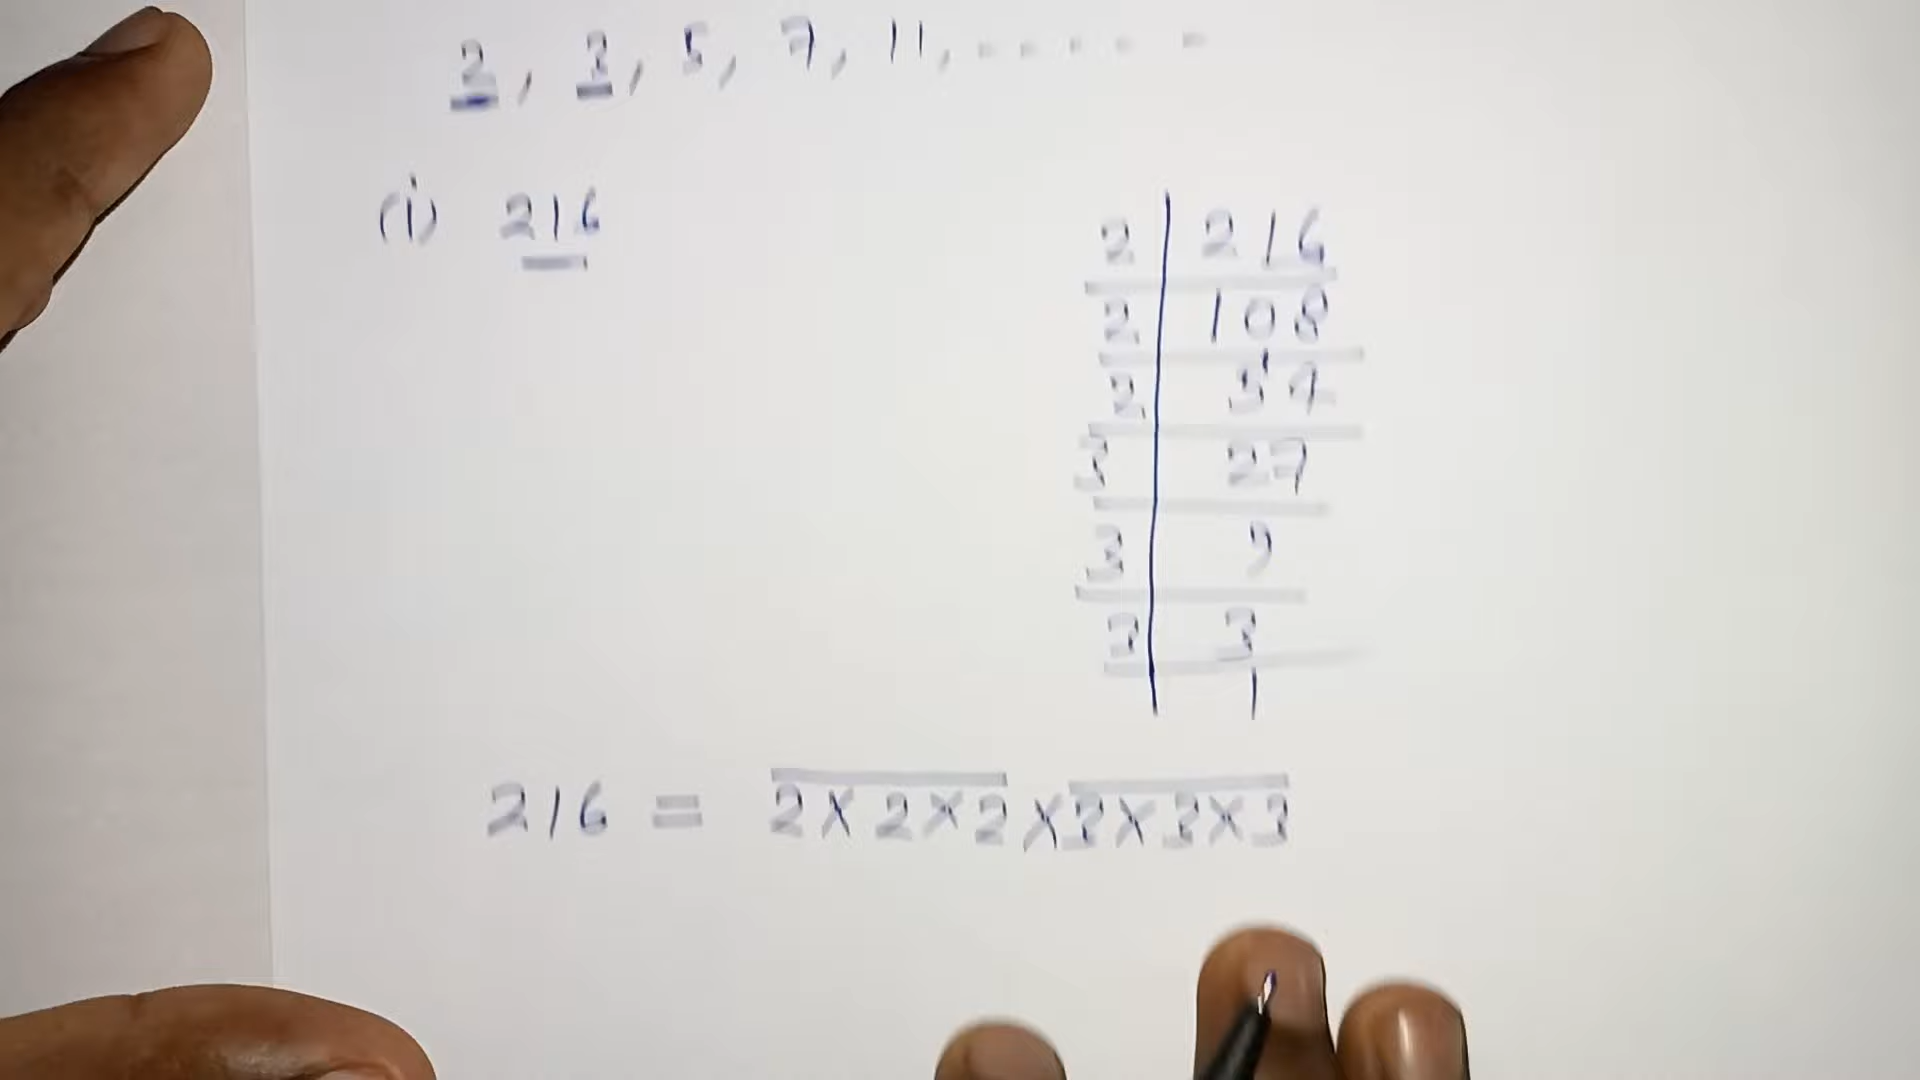 2, 3, 5, 7, 11, - - - - -
(i) 216
2 | 216
2 | 108
2 | 54
3 | 27
3 | 9
3 | 3
1
216 = 2 × 2 × 2 × 3 × 3 × 3